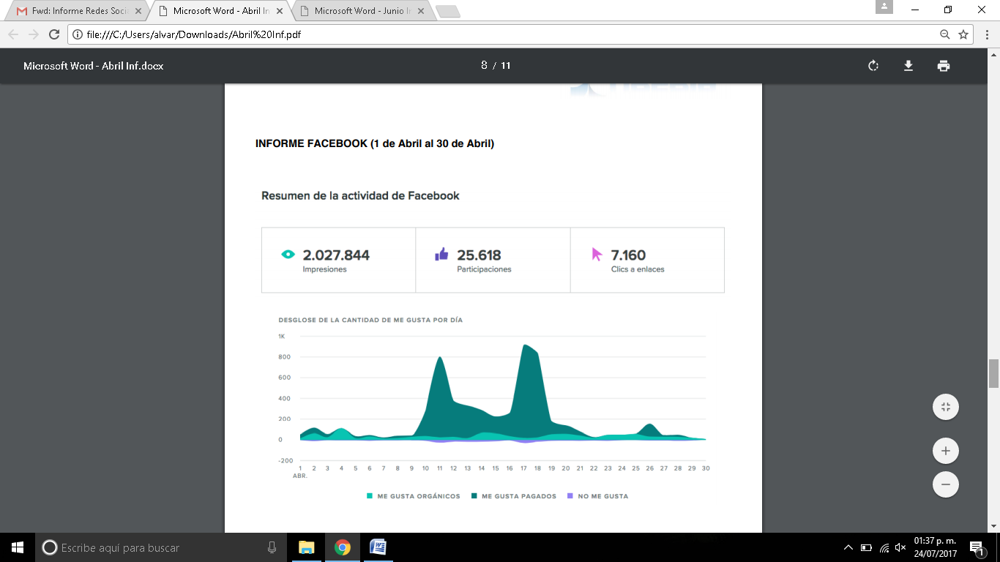 Fwd: Informe Redes Soci
Microsoft Word - Abril In
Microsoft Word - Junio I
file:///C:/Users/alvar/Downloads/Abril%20Inf.pdf
Microsoft Word - Abril Inf.docx
8 / 11
INFORME FACEBOOK (1 de Abril al 30 de Abril)
Resumen de la actividad de Facebook
2.027.844
Impresiones
25.618
Participaciones
7.160
Clics a enlaces
DESGLOSE DE LA CANTIDAD DE ME GUSTA POR DÍA
1K
800
600
400
200
0
-200
1 2 3 4 5 6 7 8 9 10 11 12 13 14 15 16 17 18 19 20 21 22 23 24 25 26 27 28 29 30
ABR.
ME GUSTA ORGÁNICOS ME GUSTA PAGADOS NO ME GUSTA
Escribe aquí para buscar
01:37 p. m.
24/07/2017
1